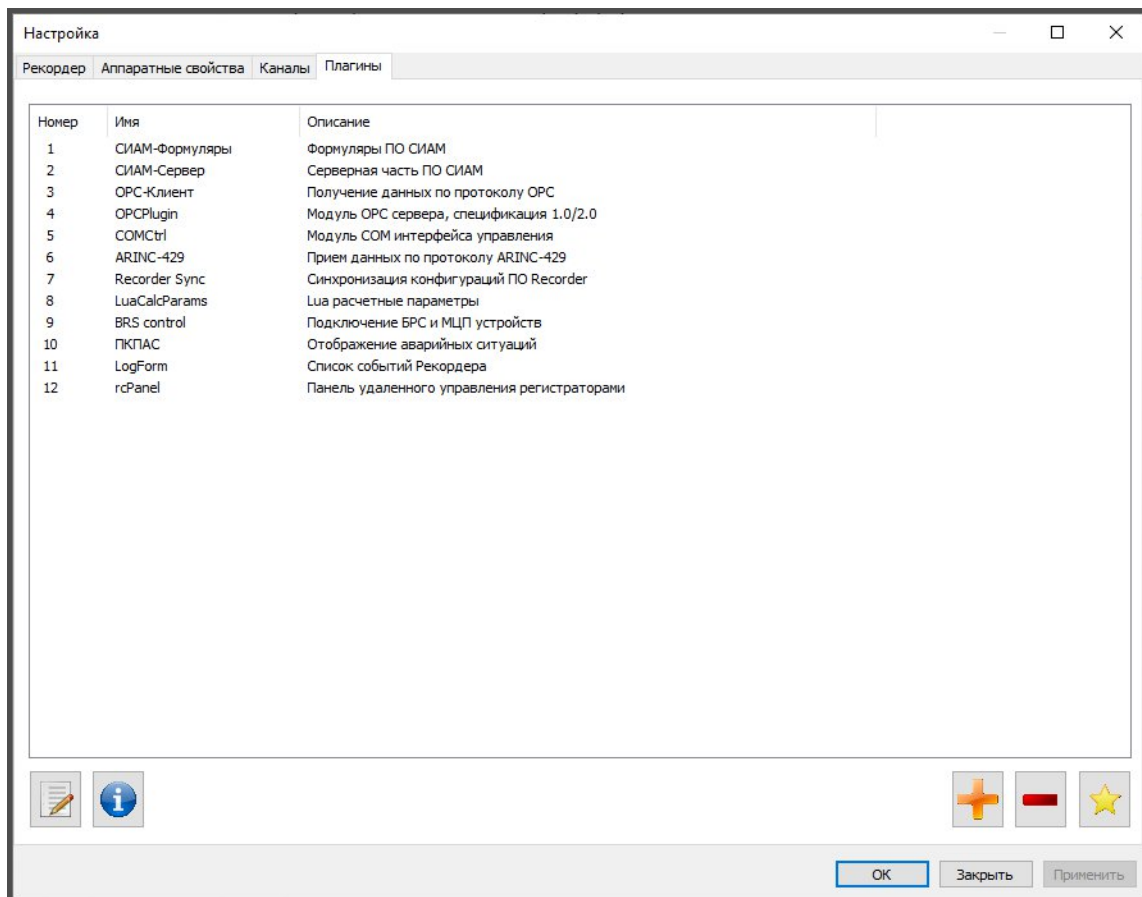 Настройка
Рекордер Аппаратные свойства Каналы Плагины
Номер Имя Описание
1 СИАМ-Формуляры Формуляры ПО СИАМ
2 СИАМ-Сервер Серверная часть ПО СИАМ
3 OPC-Клиент Получение данных по протоколу OPC
4 OPCPlugin Модуль OPC сервера, спецификация 1.0/2.0
5 COMCtrl Модуль COM интерфейса управления
6 ARINC-429 Прием данных по протоколу ARINC-429
7 Recorder Sync Синхронизация конфигураций ПО Recorder
8 LuaCalcParams Lua расчетные параметры
9 BRS control Подключение БРС и МЦП устройств
10 ПКПАС Отображение аварийных ситуаций
11 LogForm Список событий Рекордера
12 rcPanel Панель удаленного управления регистраторами
OK Закрыть Применить